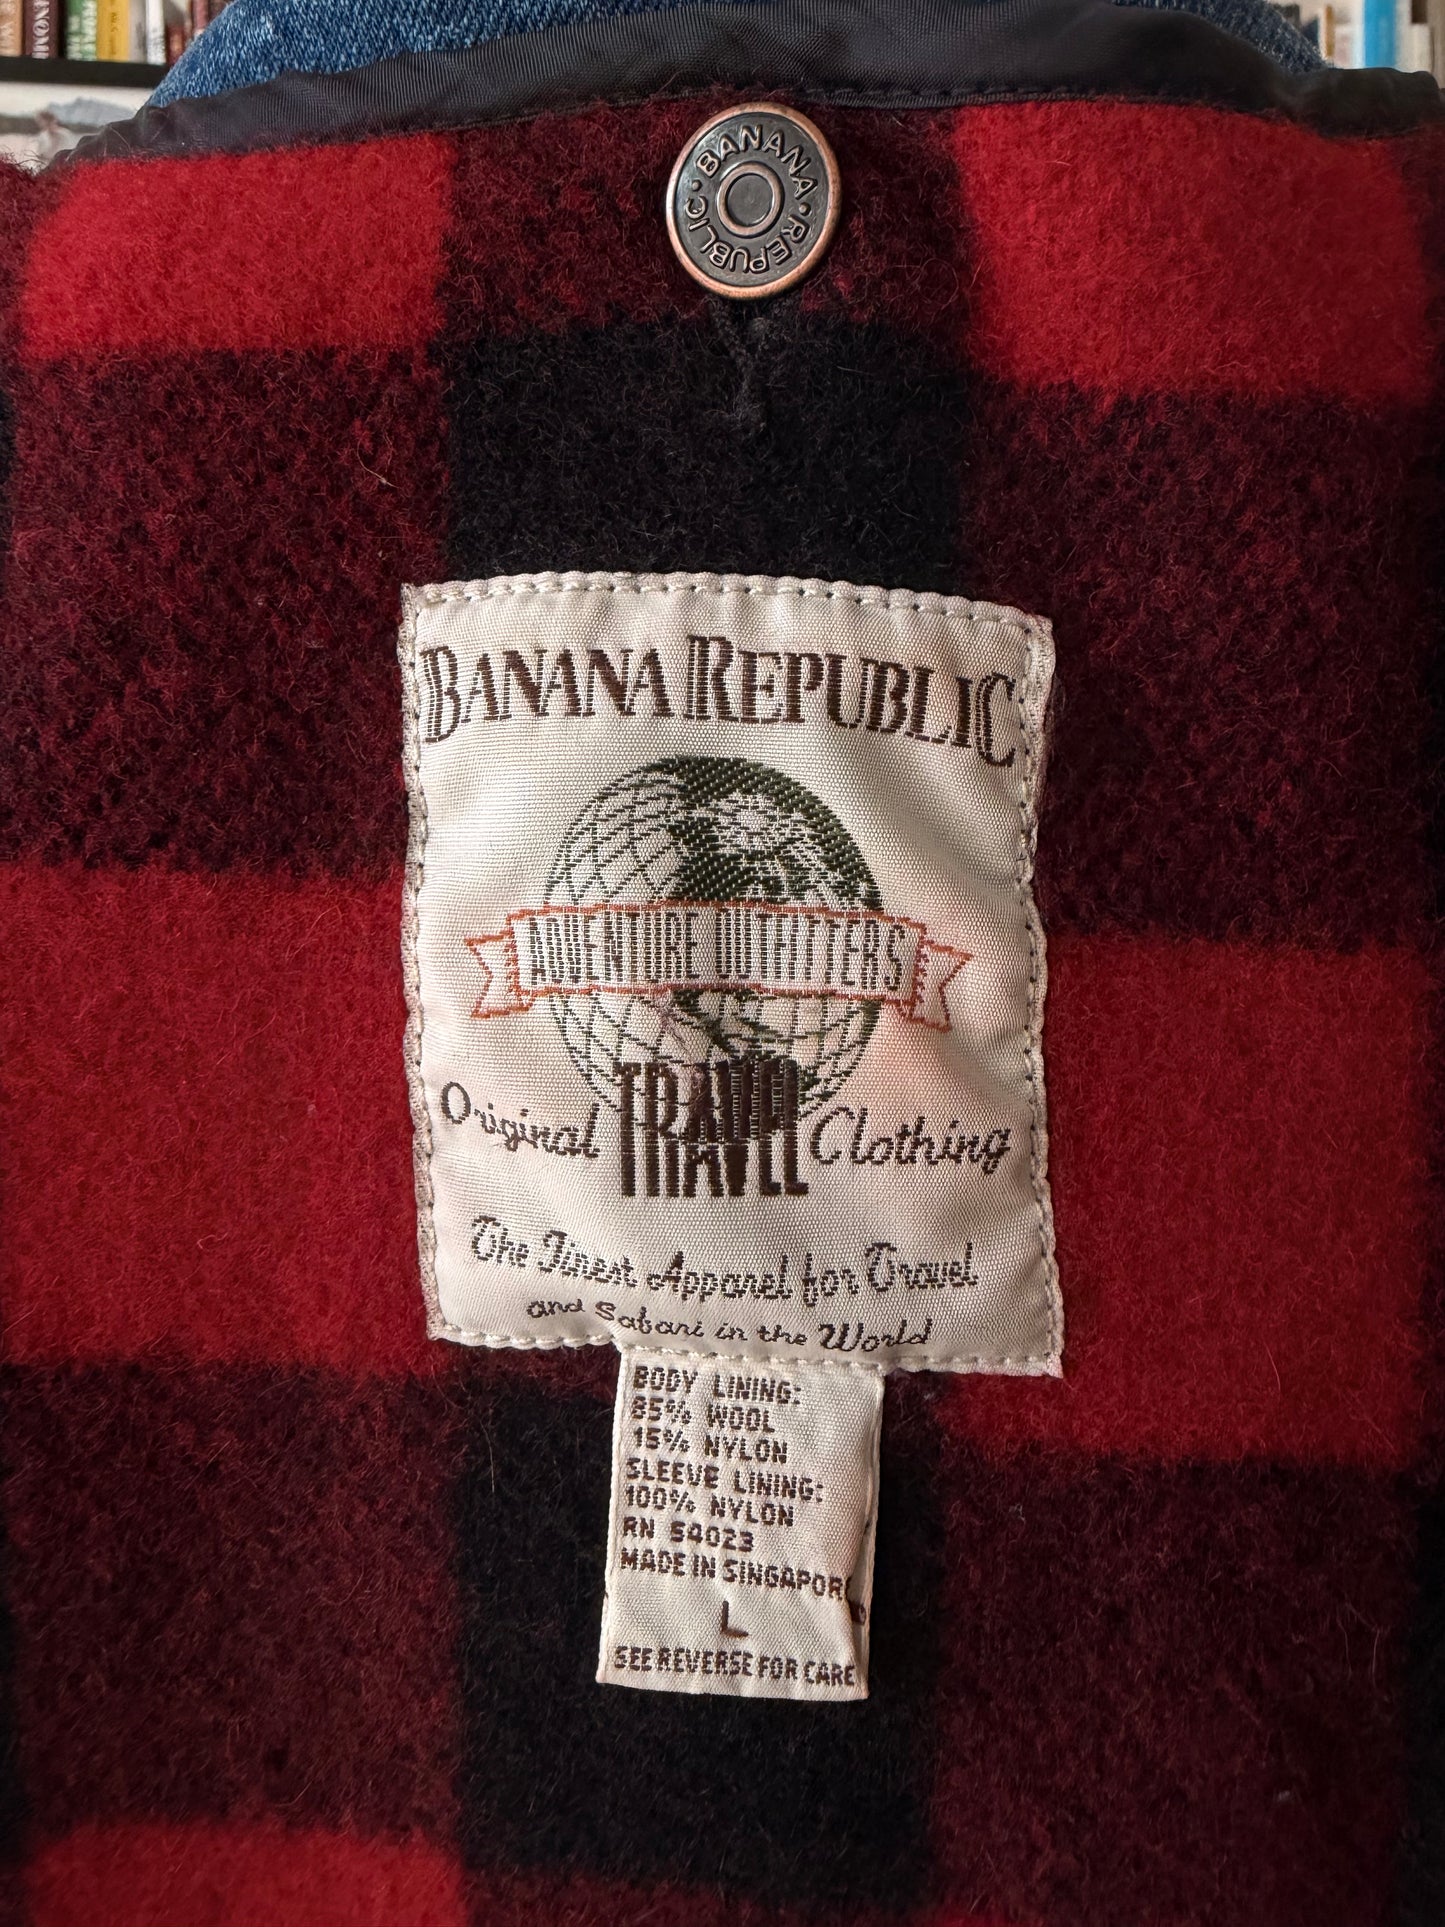 BANANA · REPUBLIC ·
BANANA REPUBLIC
ADVENTURE OUTFITTERS
Original TRAVEL Clothing
The Finest Apparel for Travel
and Safari in the World
BODY LINING:
85% WOOL
15% NYLON
SLEEVE LINING:
100% NYLON
RN 54023
MADE IN SINGAPORE
L
SEE REVERSE FOR CARE